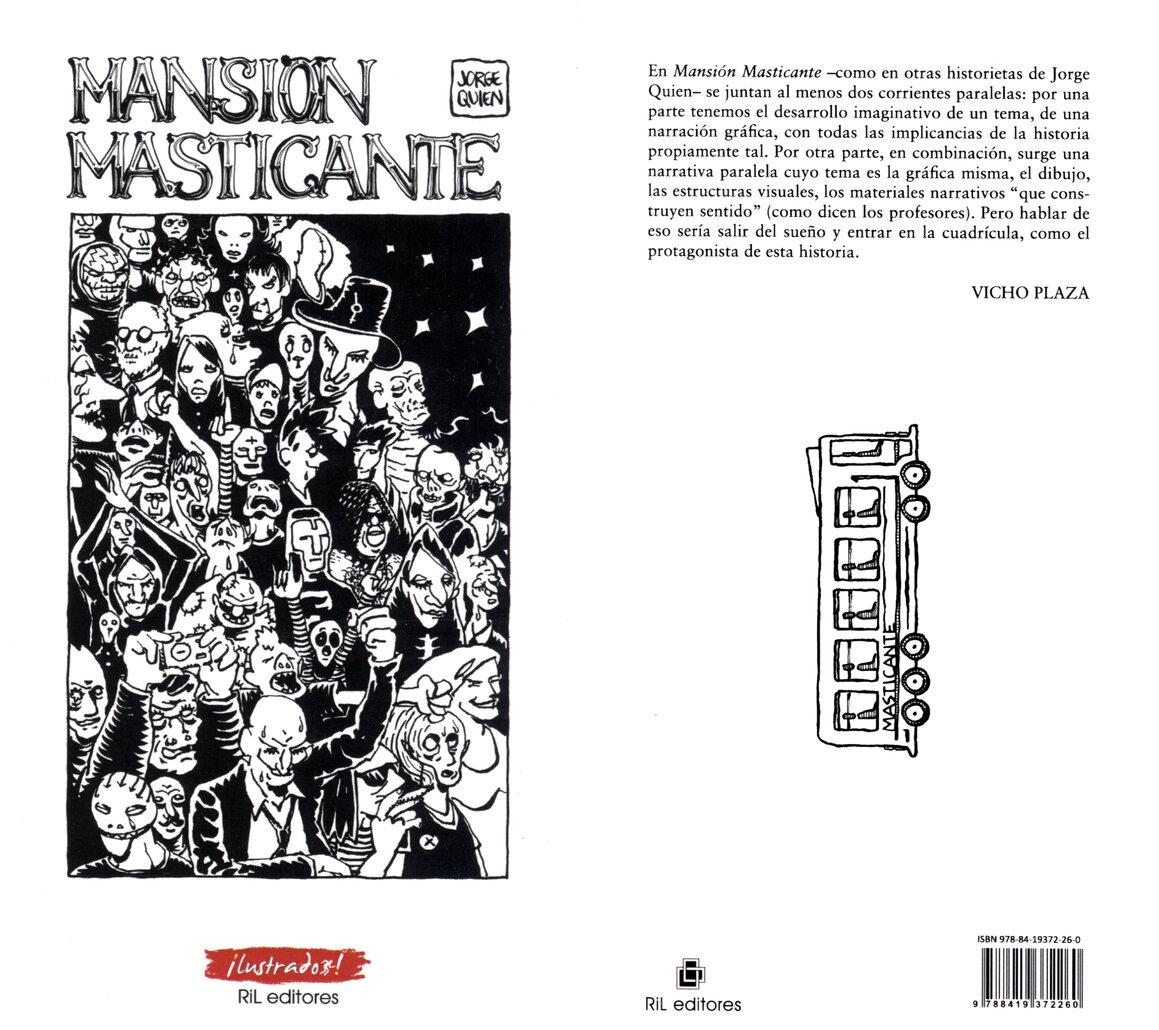 MANSIÓN
MASTICANTE
JORGE
QUIEN
¡lustradxs!
RiL editores
En Mansión Masticante –como en otras historietas de Jorge
Quien– se juntan al menos dos corrientes paralelas: por una
parte tenemos el desarrollo imaginativo de un tema, de una
narración gráfica, con todas las implicancias de la historia
propiamente tal. Por otra parte, en combinación, surge una
narrativa paralela cuyo tema es la gráfica misma, el dibujo,
las estructuras visuales, los materiales narrativos “que cons-
truyen sentido” (como dicen los profesores). Pero hablar de
eso sería salir del sueño y entrar en la cuadrícula, como el
protagonista de esta historia.
VICHO PLAZA
MASTICANTE
RiL editores
ISBN 978-84-19372-26-0
9 788419 372260